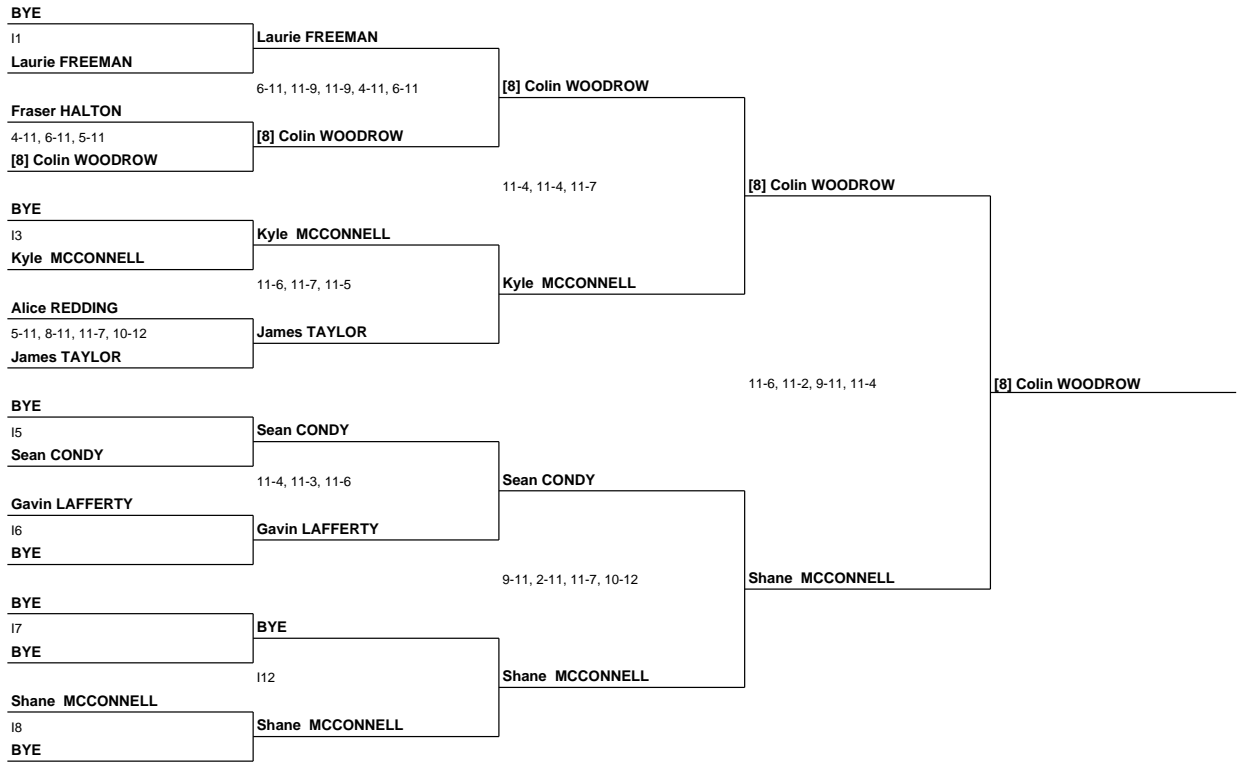 BYE
I1
Laurie FREEMAN
Fraser HALTON
4-11, 6-11, 5-11
[8] Colin WOODROW
BYE
I3
Kyle MCCONNELL
Alice REDDING
5-11, 8-11, 11-7, 10-12
James TAYLOR
BYE
I5
Sean CONDY
Gavin LAFFERTY
I6
BYE
BYE
I7
BYE
Shane MCCONNELL
I8
BYE
Laurie FREEMAN
6-11, 11-9, 11-9, 4-11, 6-11
[8] Colin WOODROW
Kyle MCCONNELL
11-6, 11-7, 11-5
James TAYLOR
Sean CONDY
11-4, 11-3, 11-6
Gavin LAFFERTY
BYE
I12
Shane MCCONNELL
[8] Colin WOODROW
11-4, 11-4, 11-7
Kyle MCCONNELL
Sean CONDY
9-11, 2-11, 11-7, 10-12
Shane MCCONNELL
[8] Colin WOODROW
11-6, 11-2, 9-11, 11-4
Shane MCCONNELL
[8] Colin WOODROW